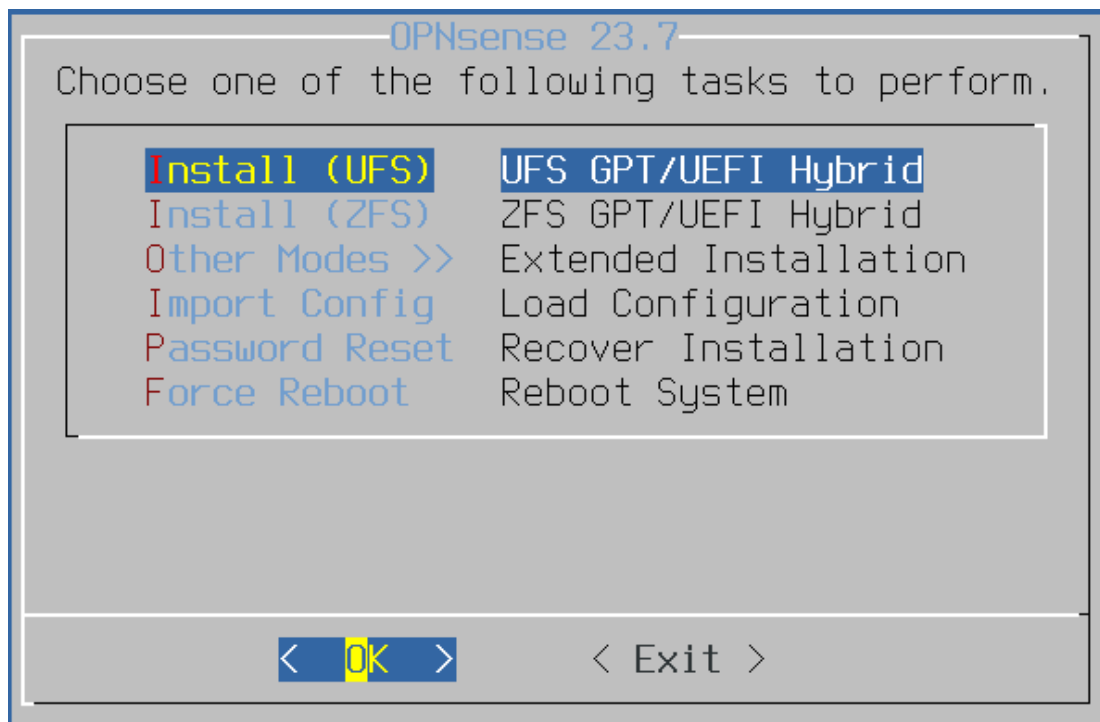 OPNsense 23.7
Choose one of the following tasks to perform.
Install (UFS) UFS GPT/UEFI Hybrid
Install (ZFS) ZFS GPT/UEFI Hybrid
Other Modes >> Extended Installation
Import Config Load Configuration
Password Reset Recover Installation
Force Reboot Reboot System
< OK > < Exit >